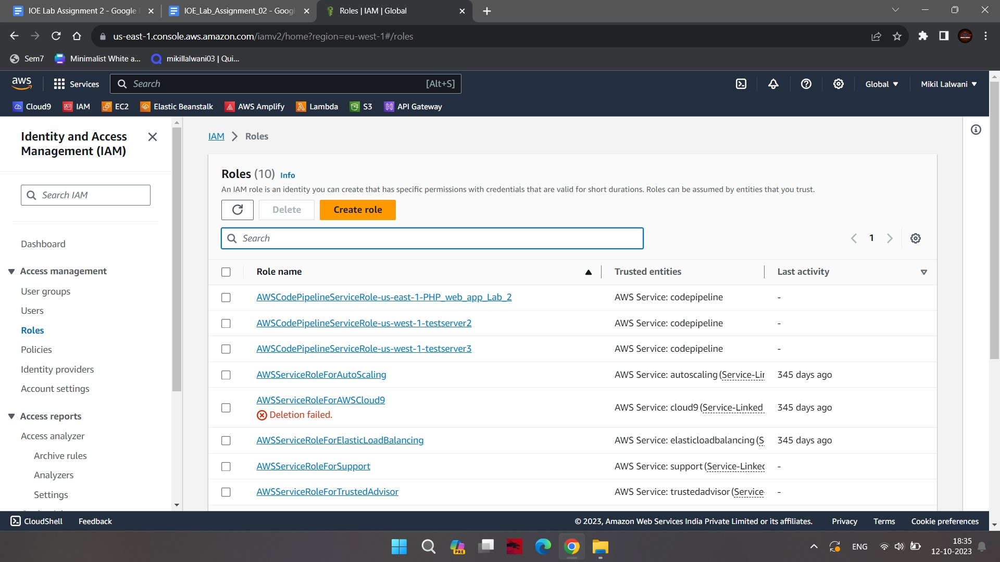 IOE Lab Assignment 2 - Google
IOE_Lab_Assignment_02 - Goog
Roles | IAM | Global
us-east-1.console.aws.amazon.com/iamv2/home?region=eu-west-1#/roles
Sem7
Minimalist White a...
mikillalwani03 | Qui...
aws
Services
Search
[Alt+S]
Global
Mikil Lalwani
Cloud9
IAM
EC2
Elastic Beanstalk
AWS Amplify
Lambda
S3
API Gateway
Identity and Access
Management (IAM)
Search IAM
Dashboard
Access management
User groups
Users
Roles
Policies
Identity providers
Account settings
Access reports
Access analyzer
Archive rules
Analyzers
Settings
IAM > Roles
Roles (10) Info
An IAM role is an identity you can create that has specific permissions with credentials that are valid for short durations. Roles can be assumed by entities that you trust.
Delete
Create role
Search
1
Role name
Trusted entities
Last activity
AWSCodePipelineServiceRole-us-east-1-PHP_web_app_Lab_2
AWS Service: codepipeline
-
AWSCodePipelineServiceRole-us-west-1-testserver2
AWS Service: codepipeline
-
AWSCodePipelineServiceRole-us-west-1-testserver3
AWS Service: codepipeline
-
AWSServiceRoleForAutoScaling
AWS Service: autoscaling (Service-Lin
345 days ago
AWSServiceRoleForAWSCloud9
Deletion failed.
AWS Service: cloud9 (Service-Linked
345 days ago
AWSServiceRoleForElasticLoadBalancing
AWS Service: elasticloadbalancing (S
345 days ago
AWSServiceRoleForSupport
AWS Service: support (Service-Linked
-
AWSServiceRoleForTrustedAdvisor
AWS Service: trustedadvisor (Service-
-
CloudShell
Feedback
© 2023, Amazon Web Services India Private Limited or its affiliates.
Privacy
Terms
Cookie preferences
PRE
ENG
18:35
12-10-2023